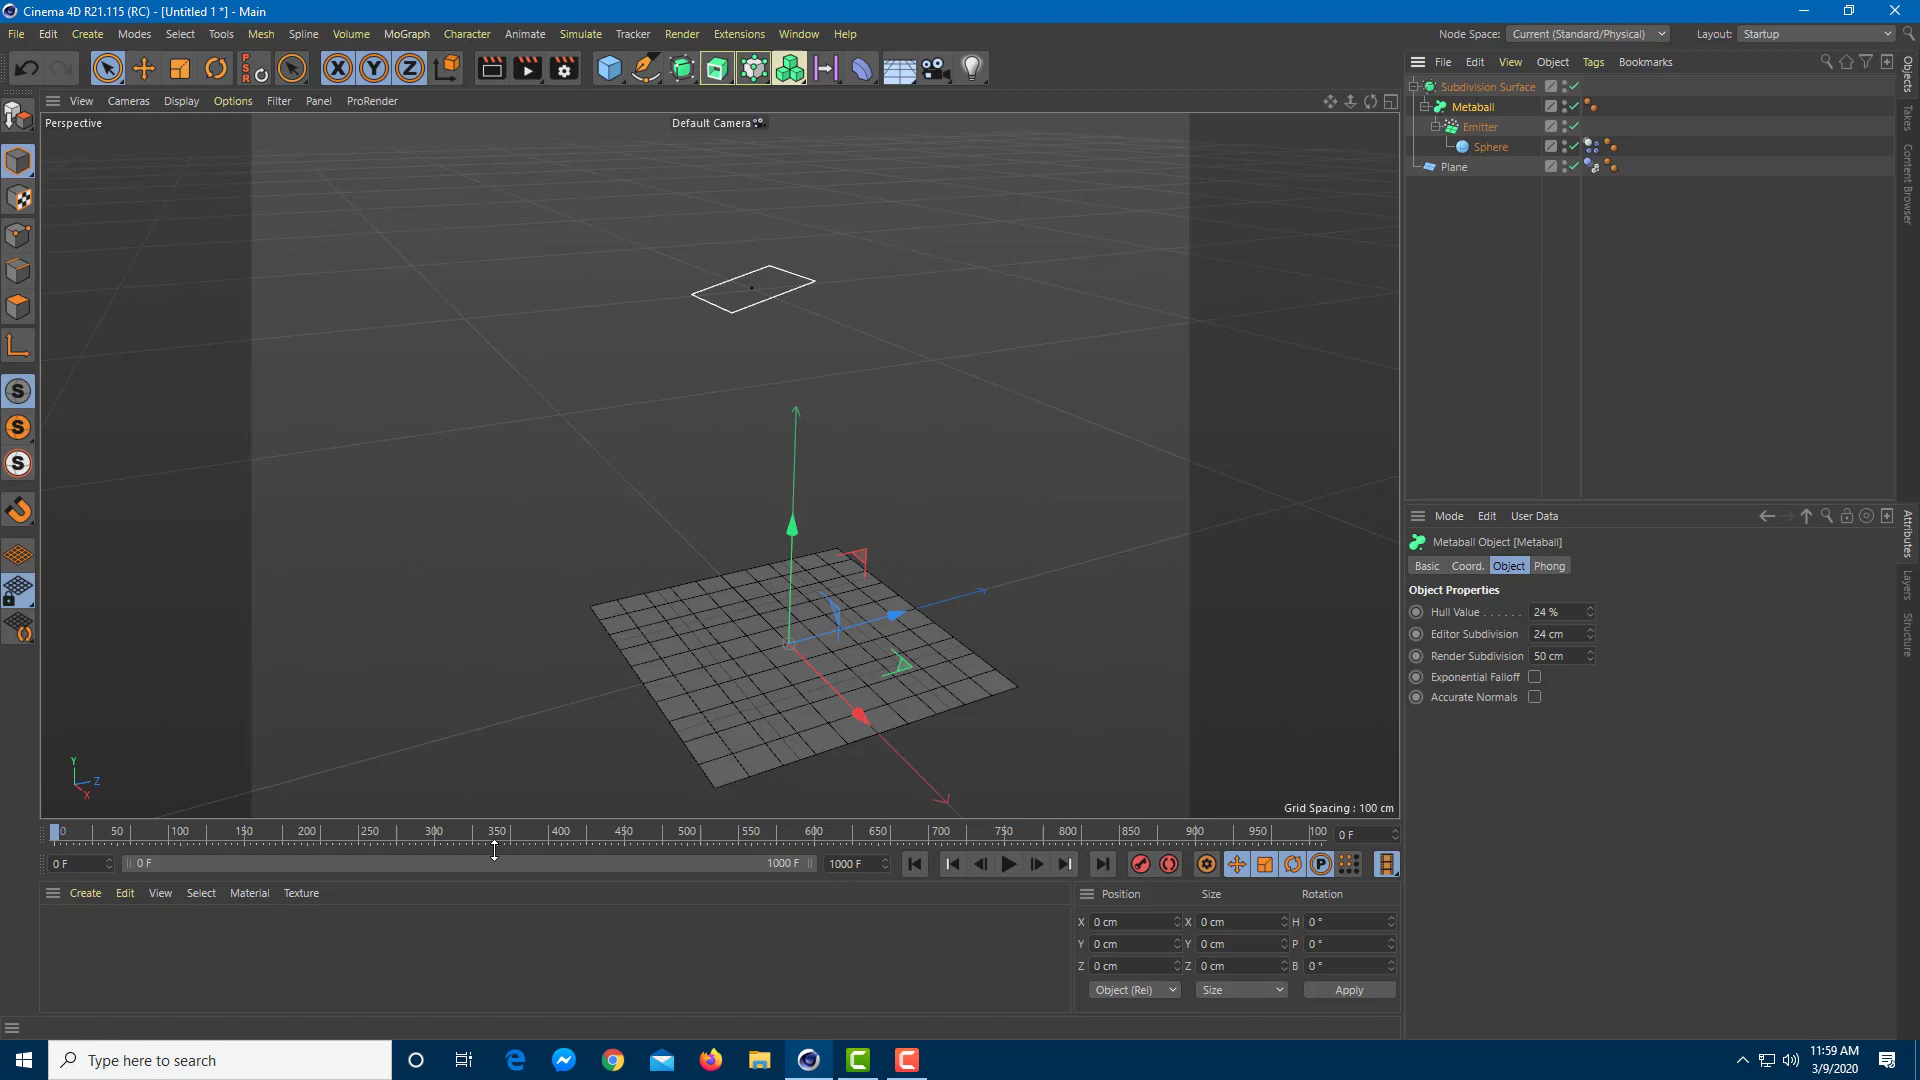 Cinema 4D R21.115 (RC) - [Untitled 1 *] - Main
File Edit Create Modes Select Tools Mesh Spline Volume MoGraph Character Animate Simulate Tracker Render Extensions Window Help Node Space: Current (Standard/Physical) Layout: Startup
P
S
R
X Y Z
File Edit View Object Tags Bookmarks
View Cameras Display Options Filter Panel ProRender
Perspective
Default Camera
Subdivision Surface
Metaball
Emitter
Sphere
Plane
Objects
Takes
Content Browser
Attributes
Layers
Structure
S
S
S
Mode Edit User Data
Metaball Object [Metaball]
Basic Coord. Object Phong
Object Properties
Hull Value . . . . . . 24 %
Editor Subdivision 24 cm
Render Subdivision 50 cm
Exponential Falloff
Accurate Normals
Y
Z
X
Grid Spacing : 100 cm
0 50 100 150 200 250 300 350 400 450 500 550 600 650 700 750 800 850 900 950 100 0 F
0 F 0 F 1000 F 1000 F P
Create Edit View Select Material Texture
Position Size Rotation
X 0 cm X 0 cm H 0 °
Y 0 cm Y 0 cm P 0 °
Z 0 cm Z 0 cm B 0 °
Object (Rel) Size Apply
Type here to search
11:59 AM
3/9/2020